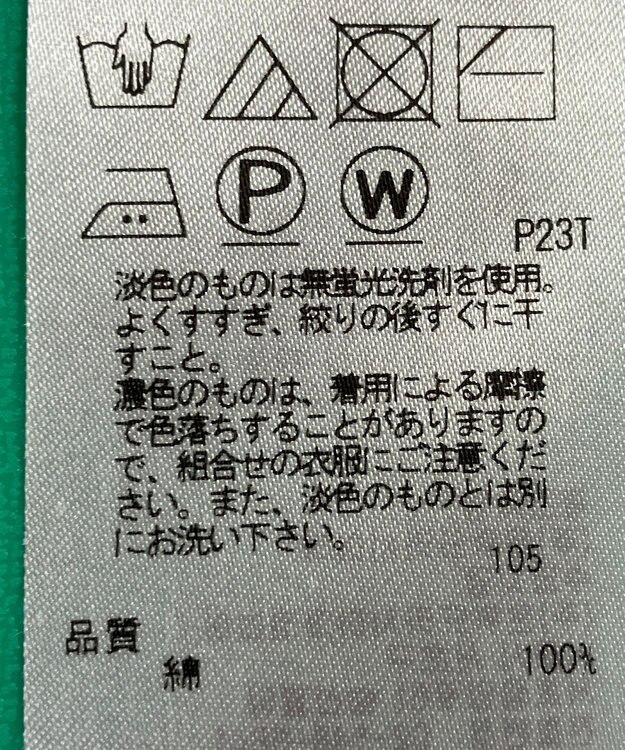 P W
P23T
淡色のものは無蛍光洗剤を使用。
よくすすぎ、絞りの後すぐに干
すこと。
濃色のものは、着用による摩擦
で色落ちすることがありますの
で、組合せの衣服にご注意くだ
さい。また、淡色のものとは別
にお洗い下さい。
105
品質
綿 100%